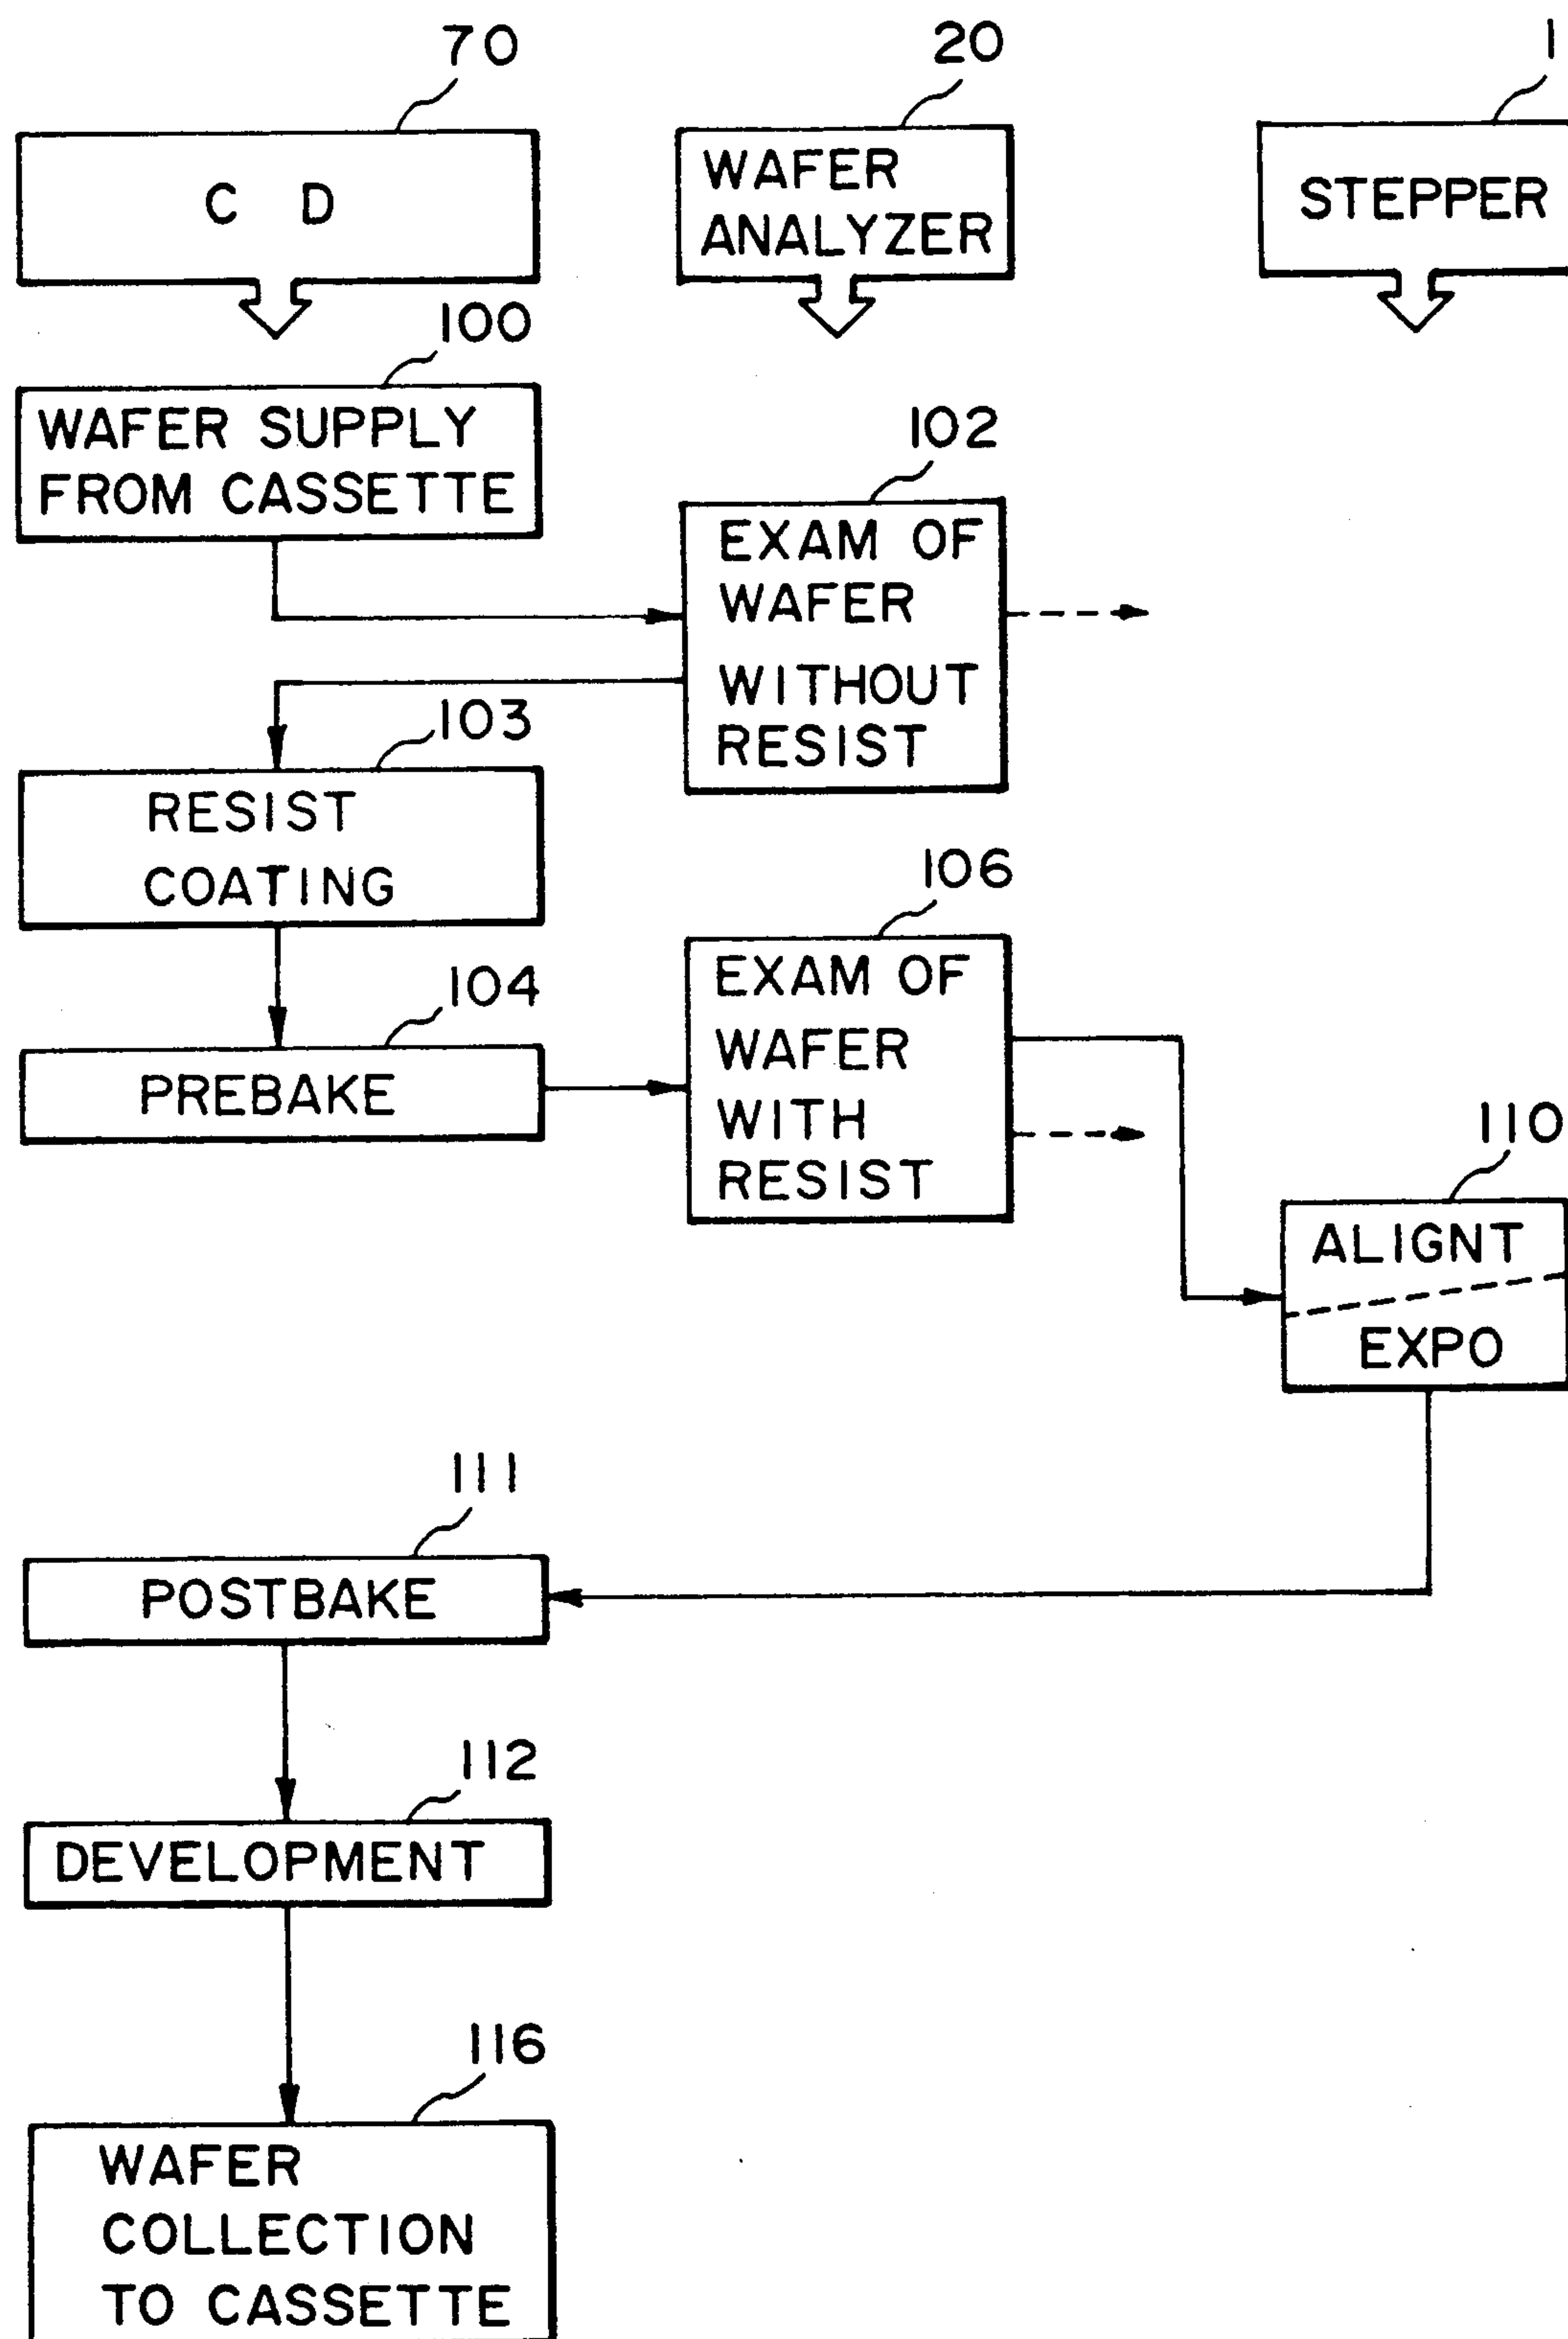 70
20
1
C D
WAFER
ANALYZER
STEPPER
100
WAFER SUPPLY
FROM CASSETTE
102
EXAM OF
WAFER
WITHOUT
RESIST
103
RESIST
COATING
106
EXAM OF
WAFER
WITH
RESIST
104
PREBAKE
110
ALIGNT
EXPO
111
POSTBAKE
112
DEVELOPMENT
116
WAFER
COLLECTION
TO CASSETTE